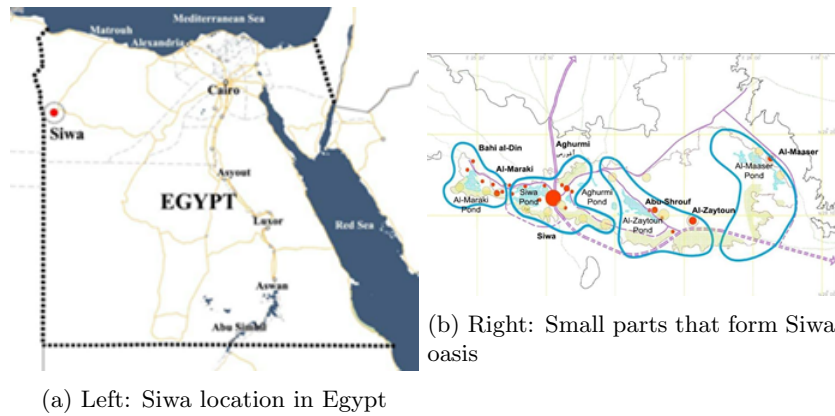 Mediterranean Sea
Matrouh
Alexandria
Cairo
Siwa
Asyout
EGYPT
Luxor
Red Sea
Aswan
Abu Simbil
(a) Left: Siwa location in Egypt
Bahi al-Din
Aghurmi
Al-Maraki
Al-Maaser
Al-Maaser
Pond
Siwa
Pond
Aghurmi
Pond
Al-Maraki
Pond
Abu-Shrouf
Al-Zaytoun
Al-Zaytoun
Pond
Siwa
(b) Right: Small parts that form Siwa
oasis